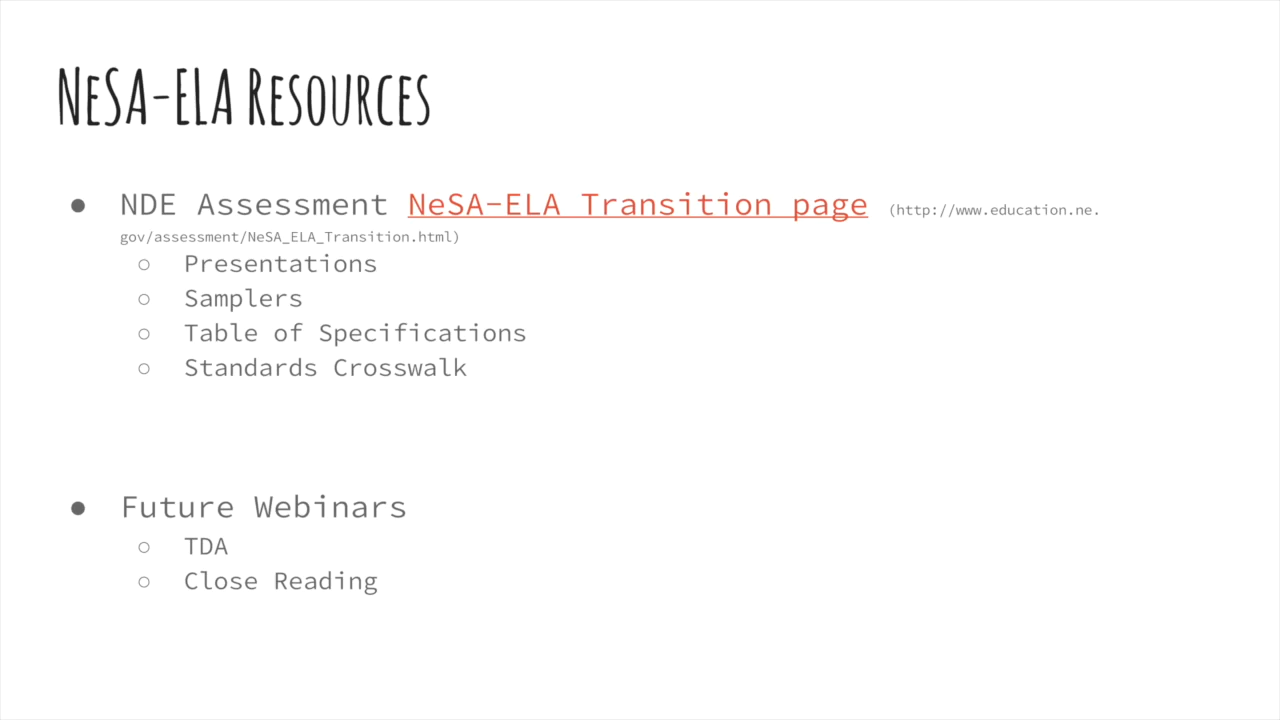 NeSA-ELA Resources
● NDE Assessment NeSA-ELA Transition page (http://www.education.ne.
gov/assessment/NeSA_ELA_Transition.html)
○ Presentations
○ Samplers
○ Table of Specifications
○ Standards Crosswalk
● Future Webinars
○ TDA
○ Close Reading